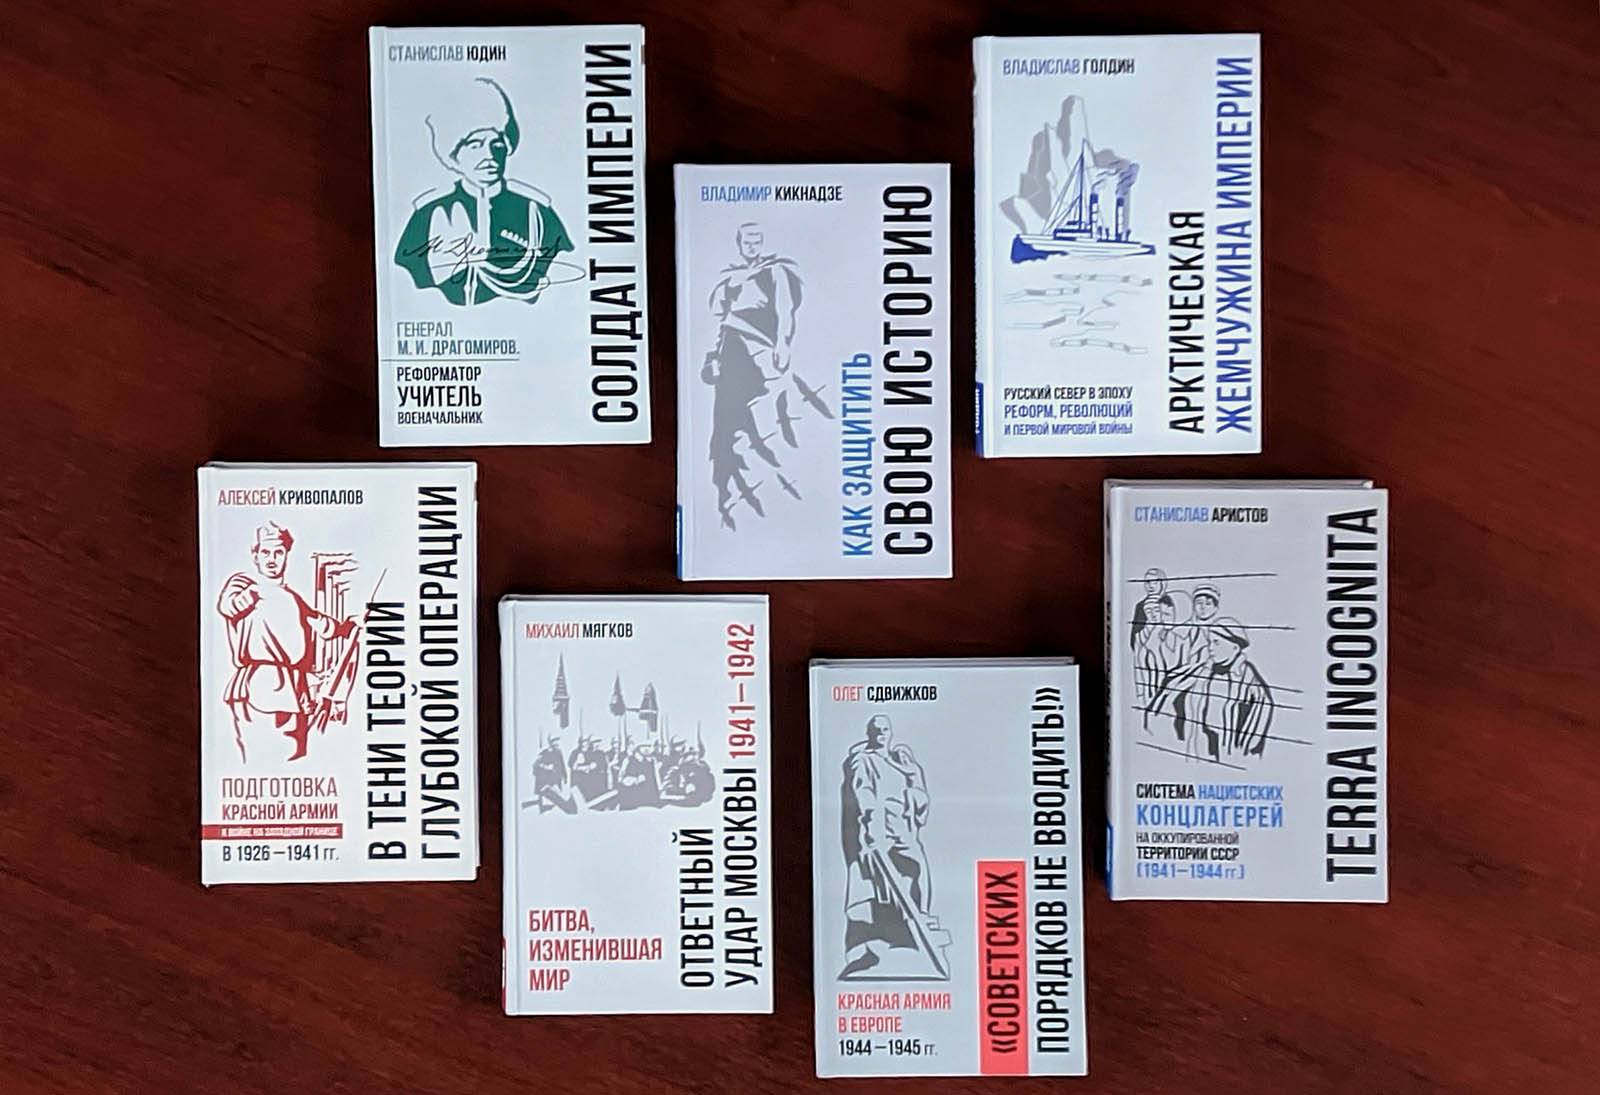 СТАНИСЛАВ ЮДИН
СОЛДАТ ИМПЕРИИ
ГЕНЕРАЛ
М. И. ДРАГОМИРОВ.
РЕФОРМАТОР
УЧИТЕЛЬ
ВОЕНАЧАЛЬНИК
ВЛАДИМИР КИКНАДЗЕ
КАК ЗАЩИТИТЬ
СВОЮ ИСТОРИЮ
ВЛАДИСЛАВ ГОЛДИН
АРКТИЧЕСКАЯ
ЖЕМЧУЖИНА ИМПЕРИИ
РУССКИЙ СЕВЕР В ЭПОХУ
РЕФОРМ, РЕВОЛЮЦИЙ
И ПЕРВОЙ МИРОВОЙ ВОЙНЫ
АЛЕКСЕЙ КРИВОПАЛОВ
В ТЕНИ ТЕОРИИ
ГЛУБОКОЙ ОПЕРАЦИИ
ПОДГОТОВКА
КРАСНОЙ АРМИИ
К ВОЙНЕ НА ЗАПАДНОЙ ГРАНИЦЕ
В 1926–1941 ГГ.
МИХАИЛ МЯГКОВ
ОТВЕТНЫЙ
УДАР МОСКВЫ 1941–1942
БИТВА,
ИЗМЕНИВШАЯ
МИР
ОЛЕГ СДВИЖКОВ
«СОВЕТСКИХ
ПОРЯДКОВ НЕ ВВОДИТЬ!»
КРАСНАЯ АРМИЯ
В ЕВРОПЕ
1944–1945 ГГ.
СТАНИСЛАВ АРИСТОВ
TERRA INCOGNITA
СИСТЕМА НАЦИСТСКИХ
КОНЦЛАГЕРЕЙ
НА ОККУПИРОВАННОЙ
ТЕРРИТОРИИ СССР
(1941–1944 ГГ.)